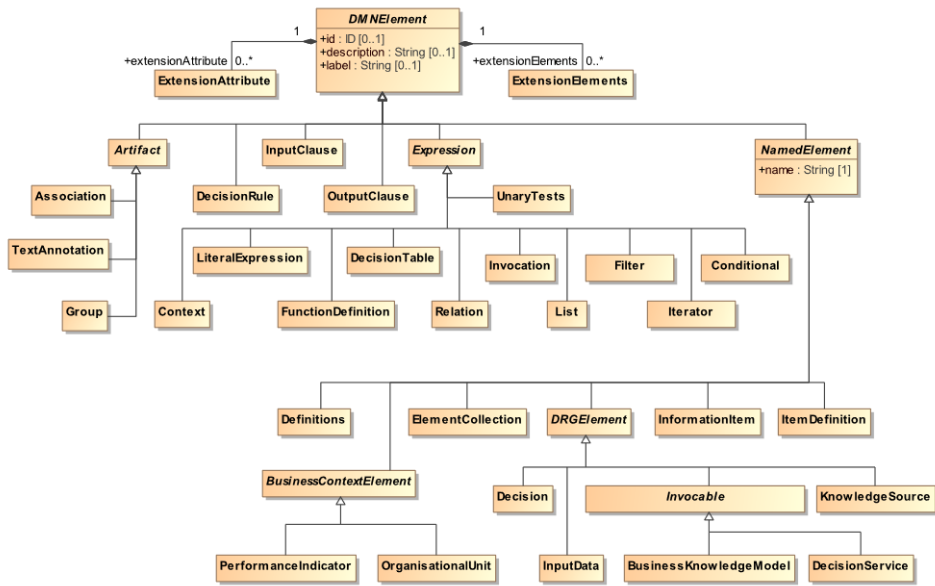 DMNElement
+id : ID [0..1]
+description : String [0..1]
+label : String [0..1]
1
1
+extensionAttribute 0..*
+extensionElements 0..*
ExtensionAttribute
ExtensionElements
Artifact
InputClause
Expression
NamedElement
+name : String [1]
Association
DecisionRule
OutputClause
UnaryTests
TextAnnotation
LiteralExpression
DecisionTable
Invocation
Filter
Conditional
Group
Context
FunctionDefinition
Relation
List
Iterator
Definitions
ElementCollection
DRGElement
InformationItem
ItemDefinition
BusinessContextElement
Decision
Invocable
KnowledgeSource
PerformanceIndicator
OrganisationalUnit
InputData
BusinessKnowledgeModel
DecisionService